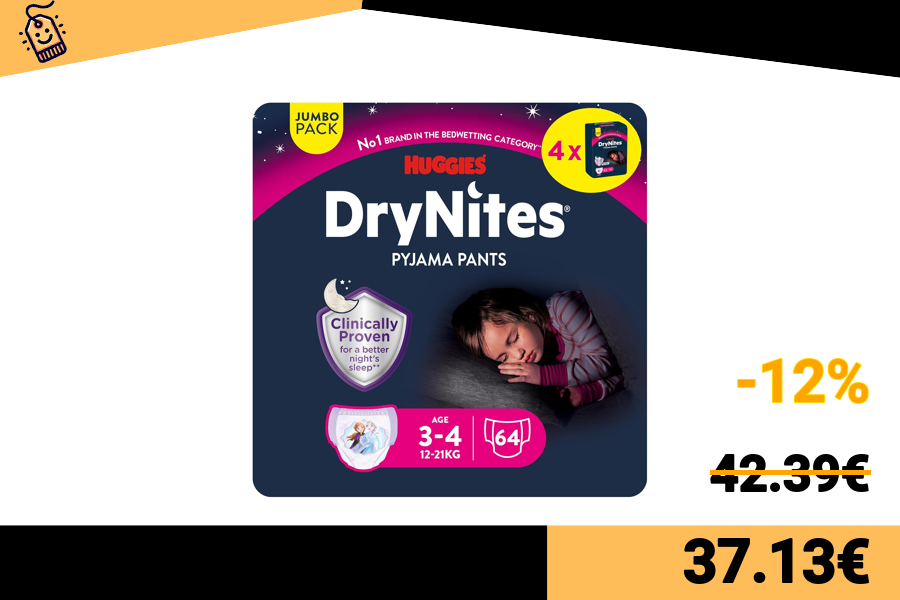 JUMBO
PACK
No1 BRAND IN THE BEDWETTING CATEGORY*
4 x
DryNites
HUGGIES
DryNites®
PYJAMA PANTS
Clinically
Proven
for a better
night's
sleep**
AGE
3-4
12-21KG
64
-12%
42.39€
37.13€